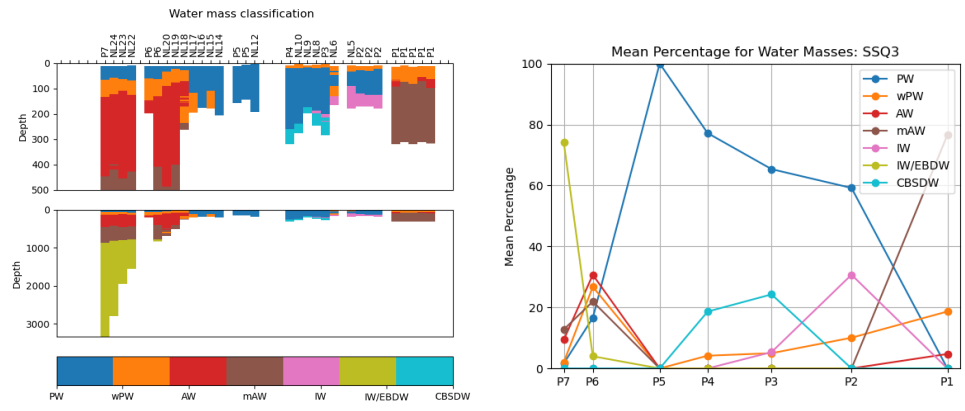 Water mass classification
P7 NL24 NL23 NL22 P6 P6 NL20 NL19 NL18 NL17 NL16 NL15 NL14 P5 P5 NL12 P4 NL10 NL9 NL8 P3 NL6 NL5 P2 P2 P2 P1 P1 P1 P1 P1
0
100
200
300
400
500
Depth
0
1000
2000
3000
Depth
PW wPW AW mAW IW IW/EBDW CBSDW
Mean Percentage for Water Masses: SSQ3
100
80
60
40
20
0
Mean Percentage
PW
wPW
AW
mAW
IW
IW/EBDW
CBSDW
P7 P6 P5 P4 P3 P2 P1